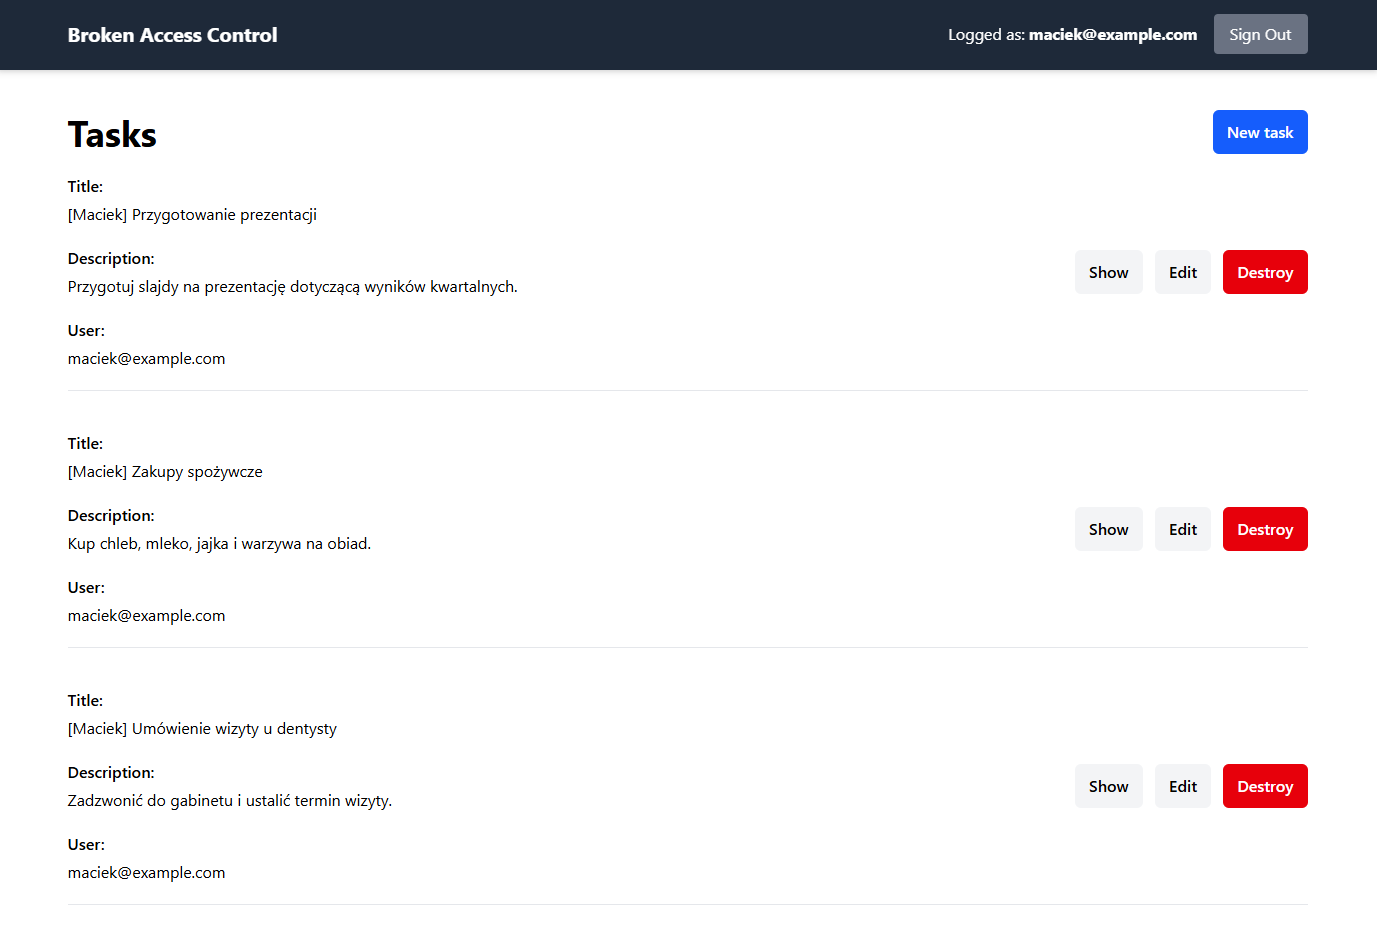 Broken Access Control
Logged as: maciek@example.com
Sign Out
Tasks
New task
Title:
[Maciek] Przygotowanie prezentacji
Description:
Przygotuj slajdy na prezentację dotyczącą wyników kwartalnych.
Show
Edit
Destroy
User:
maciek@example.com
Title:
[Maciek] Zakupy spożywcze
Description:
Kup chleb, mleko, jajka i warzywa na obiad.
Show
Edit
Destroy
User:
maciek@example.com
Title:
[Maciek] Umówienie wizyty u dentysty
Description:
Zadzwonić do gabinetu i ustalić termin wizyty.
Show
Edit
Destroy
User:
maciek@example.com